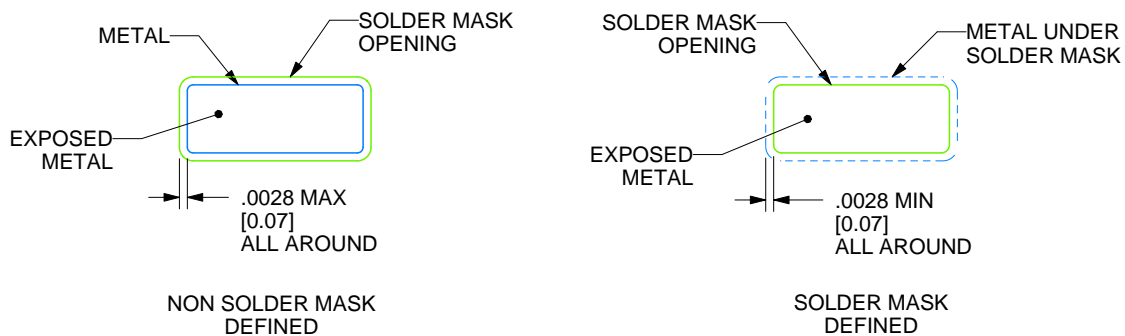 METAL
SOLDER MASK
OPENING
EXPOSED
METAL
.0028 MAX
[0.07]
ALL AROUND
NON SOLDER MASK
DEFINED
SOLDER MASK
OPENING
METAL UNDER
SOLDER MASK
EXPOSED
METAL
.0028 MIN
[0.07]
ALL AROUND
SOLDER MASK
DEFINED